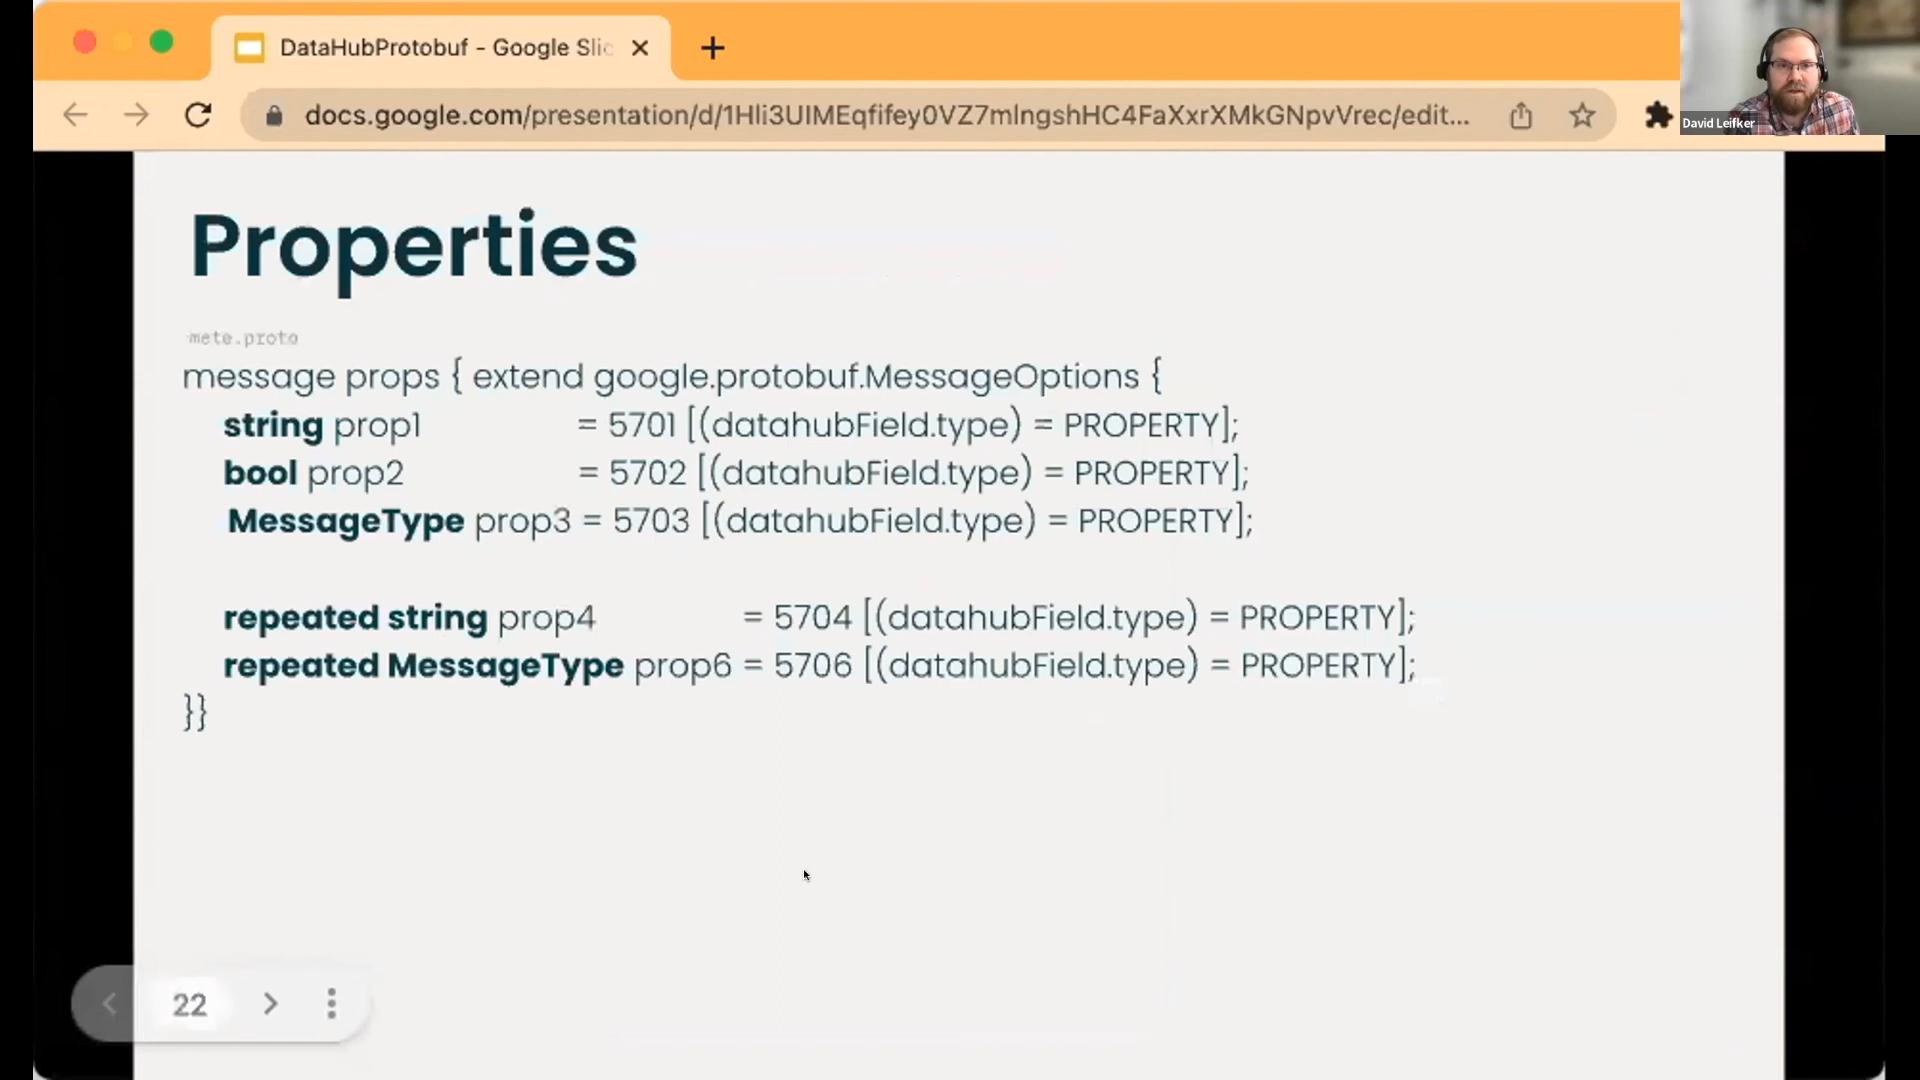 DataHubProtobuf - Google Slic
docs.google.com/presentation/d/1Hli3UIMEqfifey0VZ7mlngshHC4FaXxrXMkGNpvVrec/edit...
David Leifker
Properties
mete.proto
message props { extend google.protobuf.MessageOptions {
string prop1 = 5701 [(datahubField.type) = PROPERTY];
bool prop2 = 5702 [(datahubField.type) = PROPERTY];
MessageType prop3 = 5703 [(datahubField.type) = PROPERTY];
repeated string prop4 = 5704 [(datahubField.type) = PROPERTY];
repeated MessageType prop6 = 5706 [(datahubField.type) = PROPERTY];
}}
22